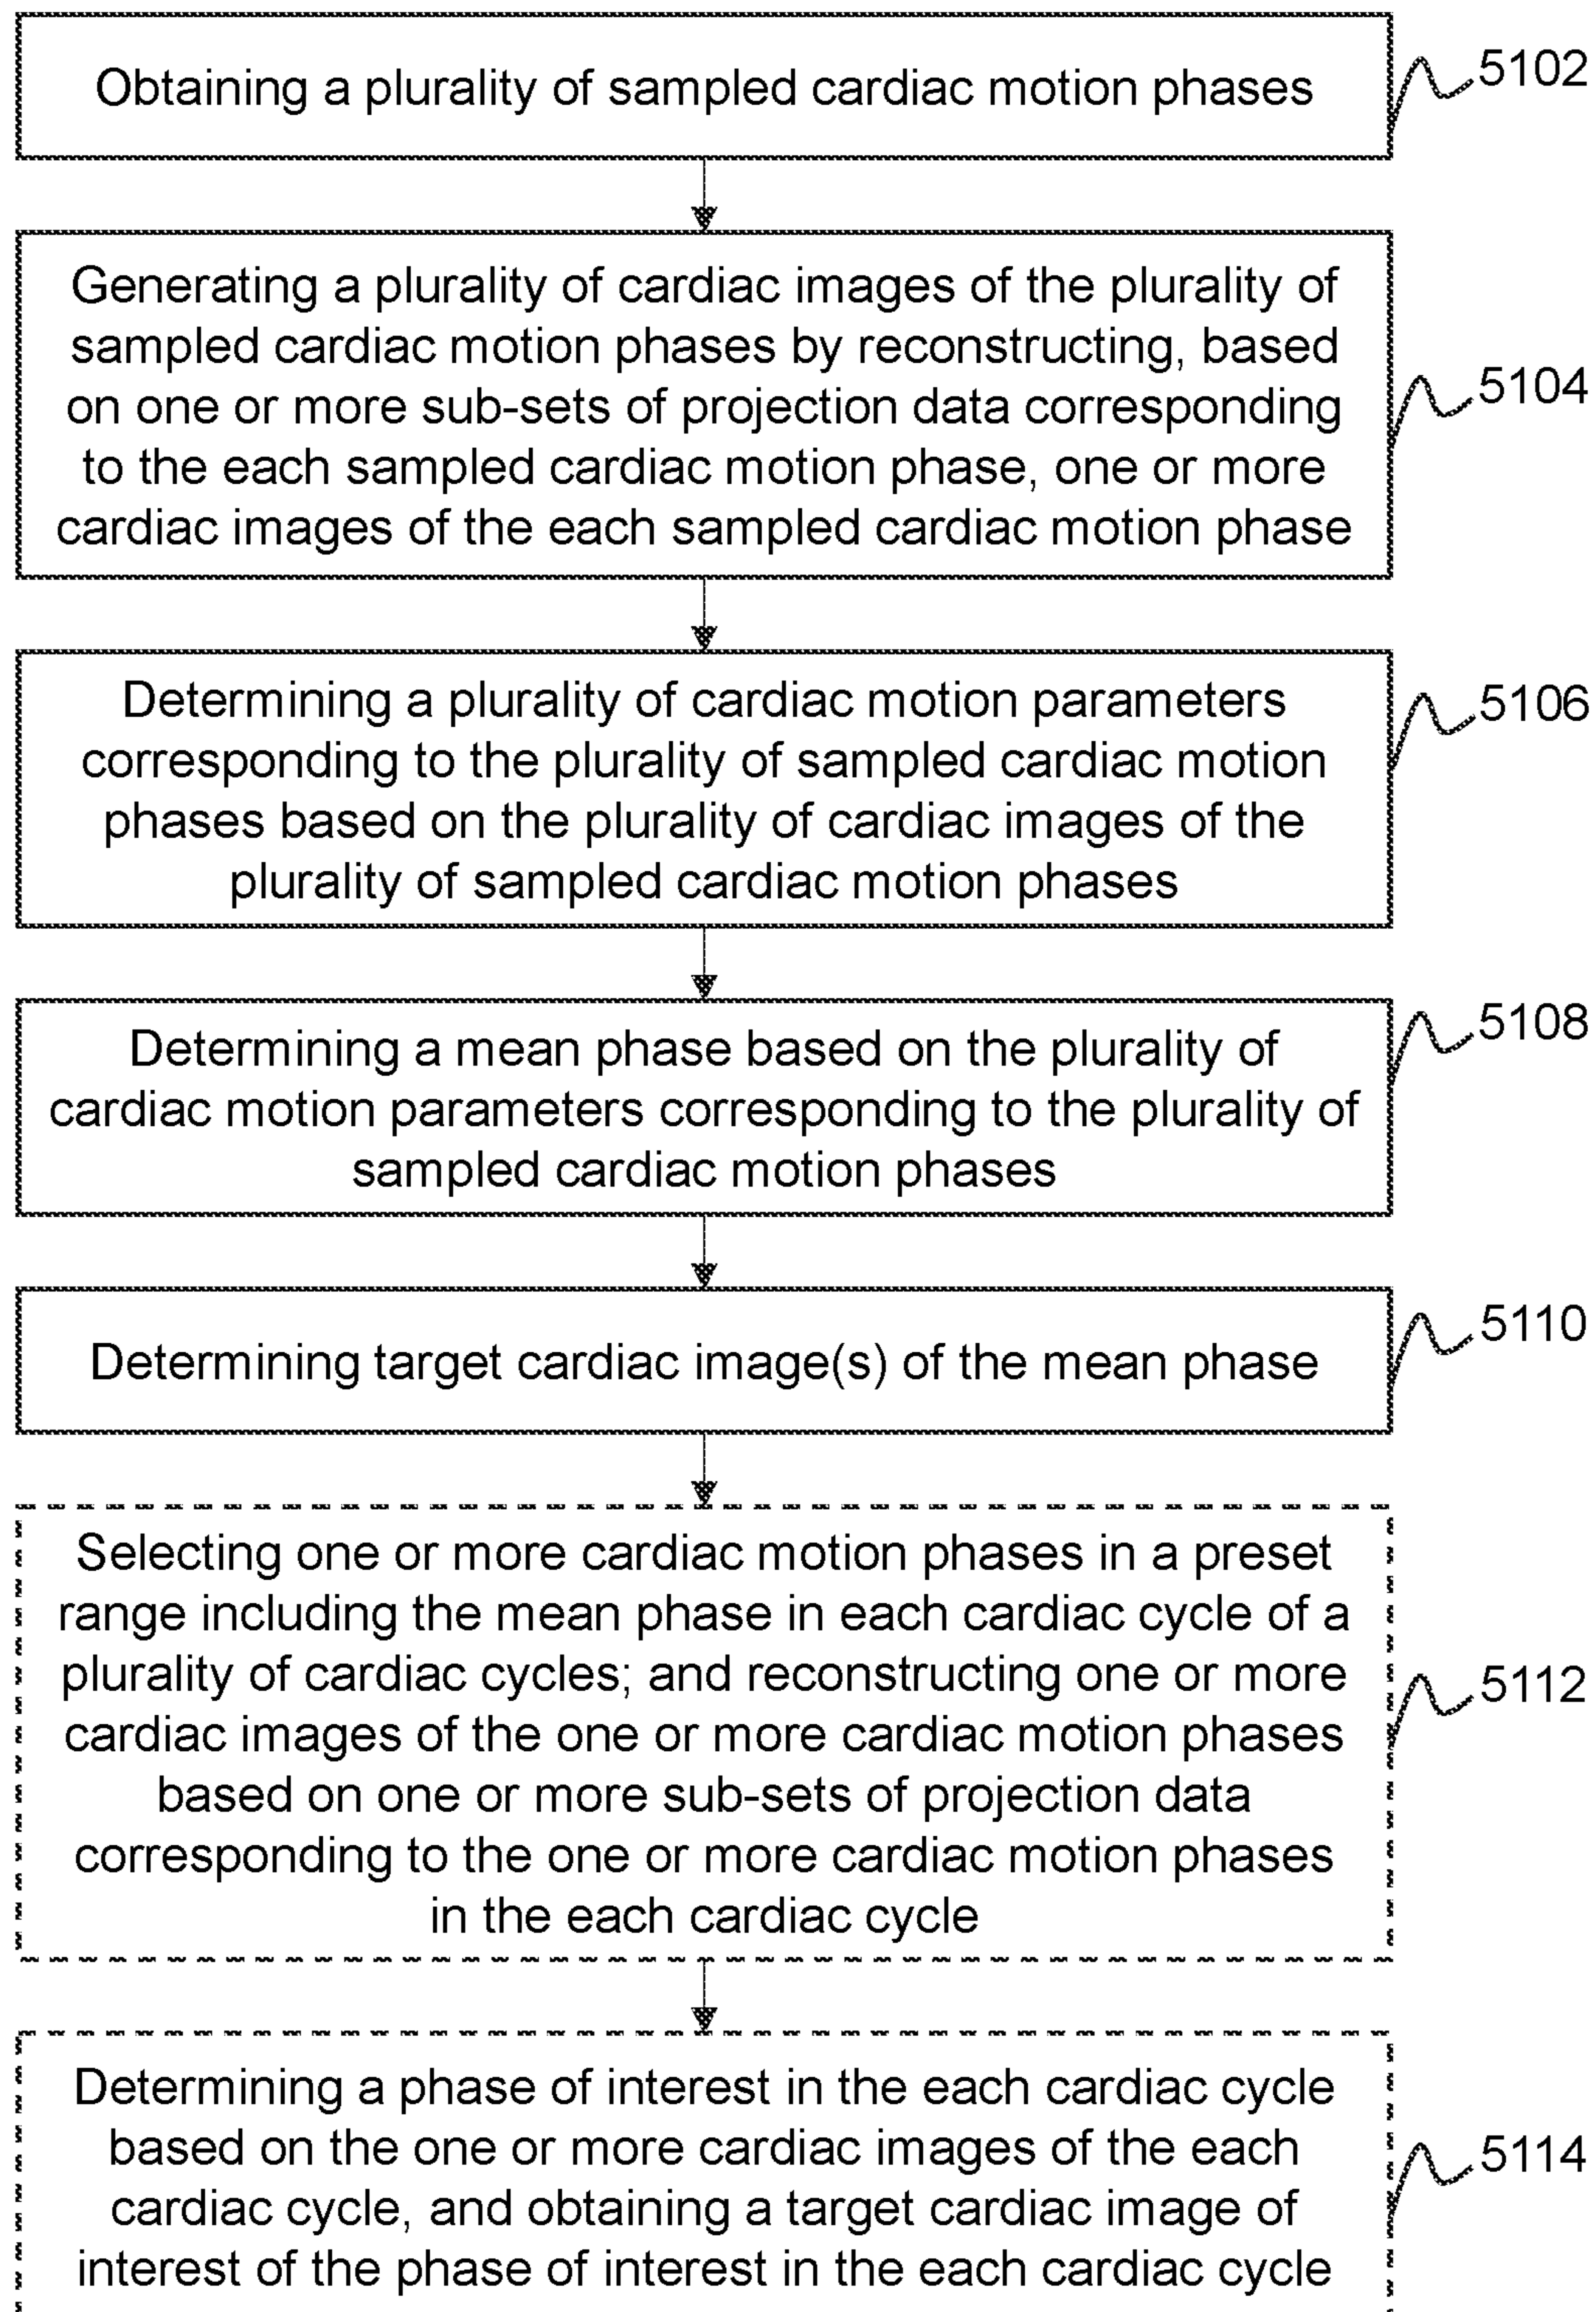 Obtaining a plurality of sampled cardiac motion phases
5102
Generating a plurality of cardiac images of the plurality of
sampled cardiac motion phases by reconstructing, based
on one or more sub-sets of projection data corresponding
to the each sampled cardiac motion phase, one or more
cardiac images of the each sampled cardiac motion phase
5104
Determining a plurality of cardiac motion parameters
corresponding to the plurality of sampled cardiac motion
phases based on the plurality of cardiac images of the
plurality of sampled cardiac motion phases
5106
Determining a mean phase based on the plurality of
cardiac motion parameters corresponding to the plurality of
sampled cardiac motion phases
5108
Determining target cardiac image(s) of the mean phase
5110
Selecting one or more cardiac motion phases in a preset
range including the mean phase in each cardiac cycle of a
plurality of cardiac cycles; and reconstructing one or more
cardiac images of the one or more cardiac motion phases
based on one or more sub-sets of projection data
corresponding to the one or more cardiac motion phases
in the each cardiac cycle
5112
Determining a phase of interest in the each cardiac cycle
based on the one or more cardiac images of the each
cardiac cycle, and obtaining a target cardiac image of
interest of the phase of interest in the each cardiac cycle
5114